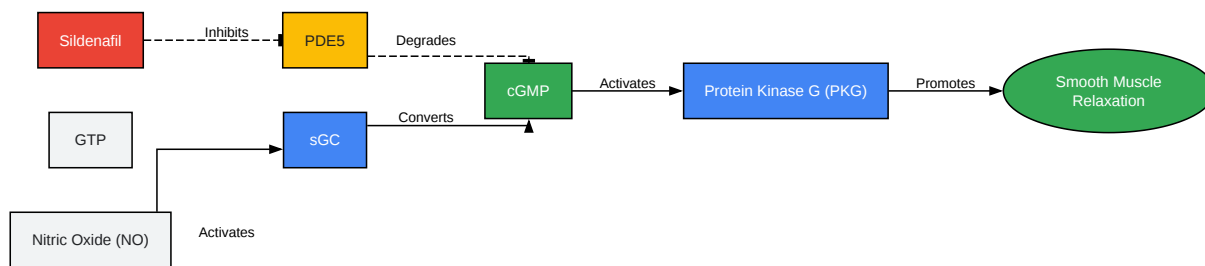 Sildenafil
Inhibits
PDE5
Degrades
cGMP
Activates
Protein Kinase G (PKG)
Promotes
Smooth Muscle
Relaxation
GTP
sGC
Converts
Nitric Oxide (NO)
Activates